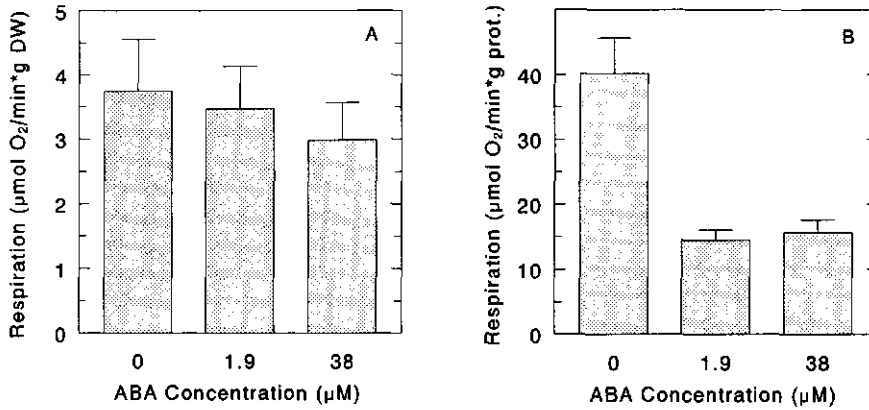 A
Respiration (µmol O₂/min*g DW)
5
4
3
2
1
0
0 1.9 38
ABA Concentration (µM)
B
Respiration (µmol O₂/min*g prot.)
40
30
20
10
0
0 1.9 38
ABA Concentration (µM)